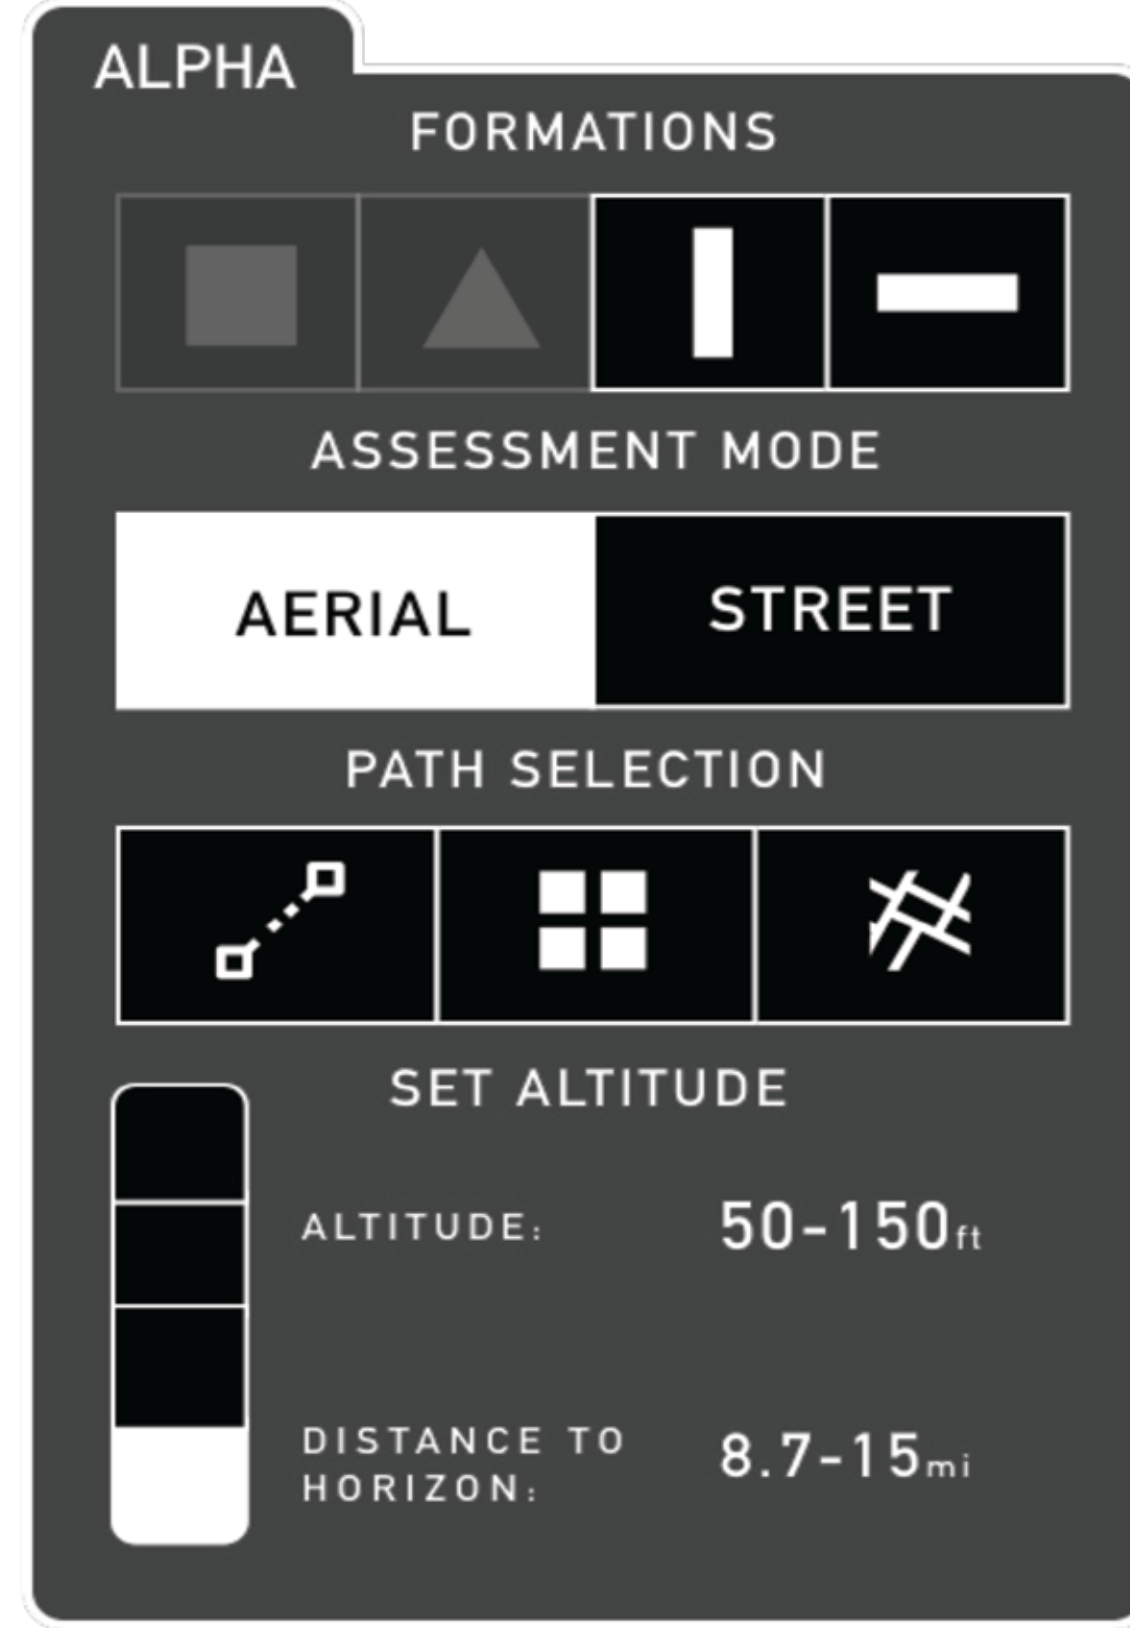 ALPHA
FORMATIONS
ASSESSMENT MODE
AERIAL STREET
PATH SELECTION
SET ALTITUDE
ALTITUDE: 50-150ft
DISTANCE TO
HORIZON: 8.7-15mi